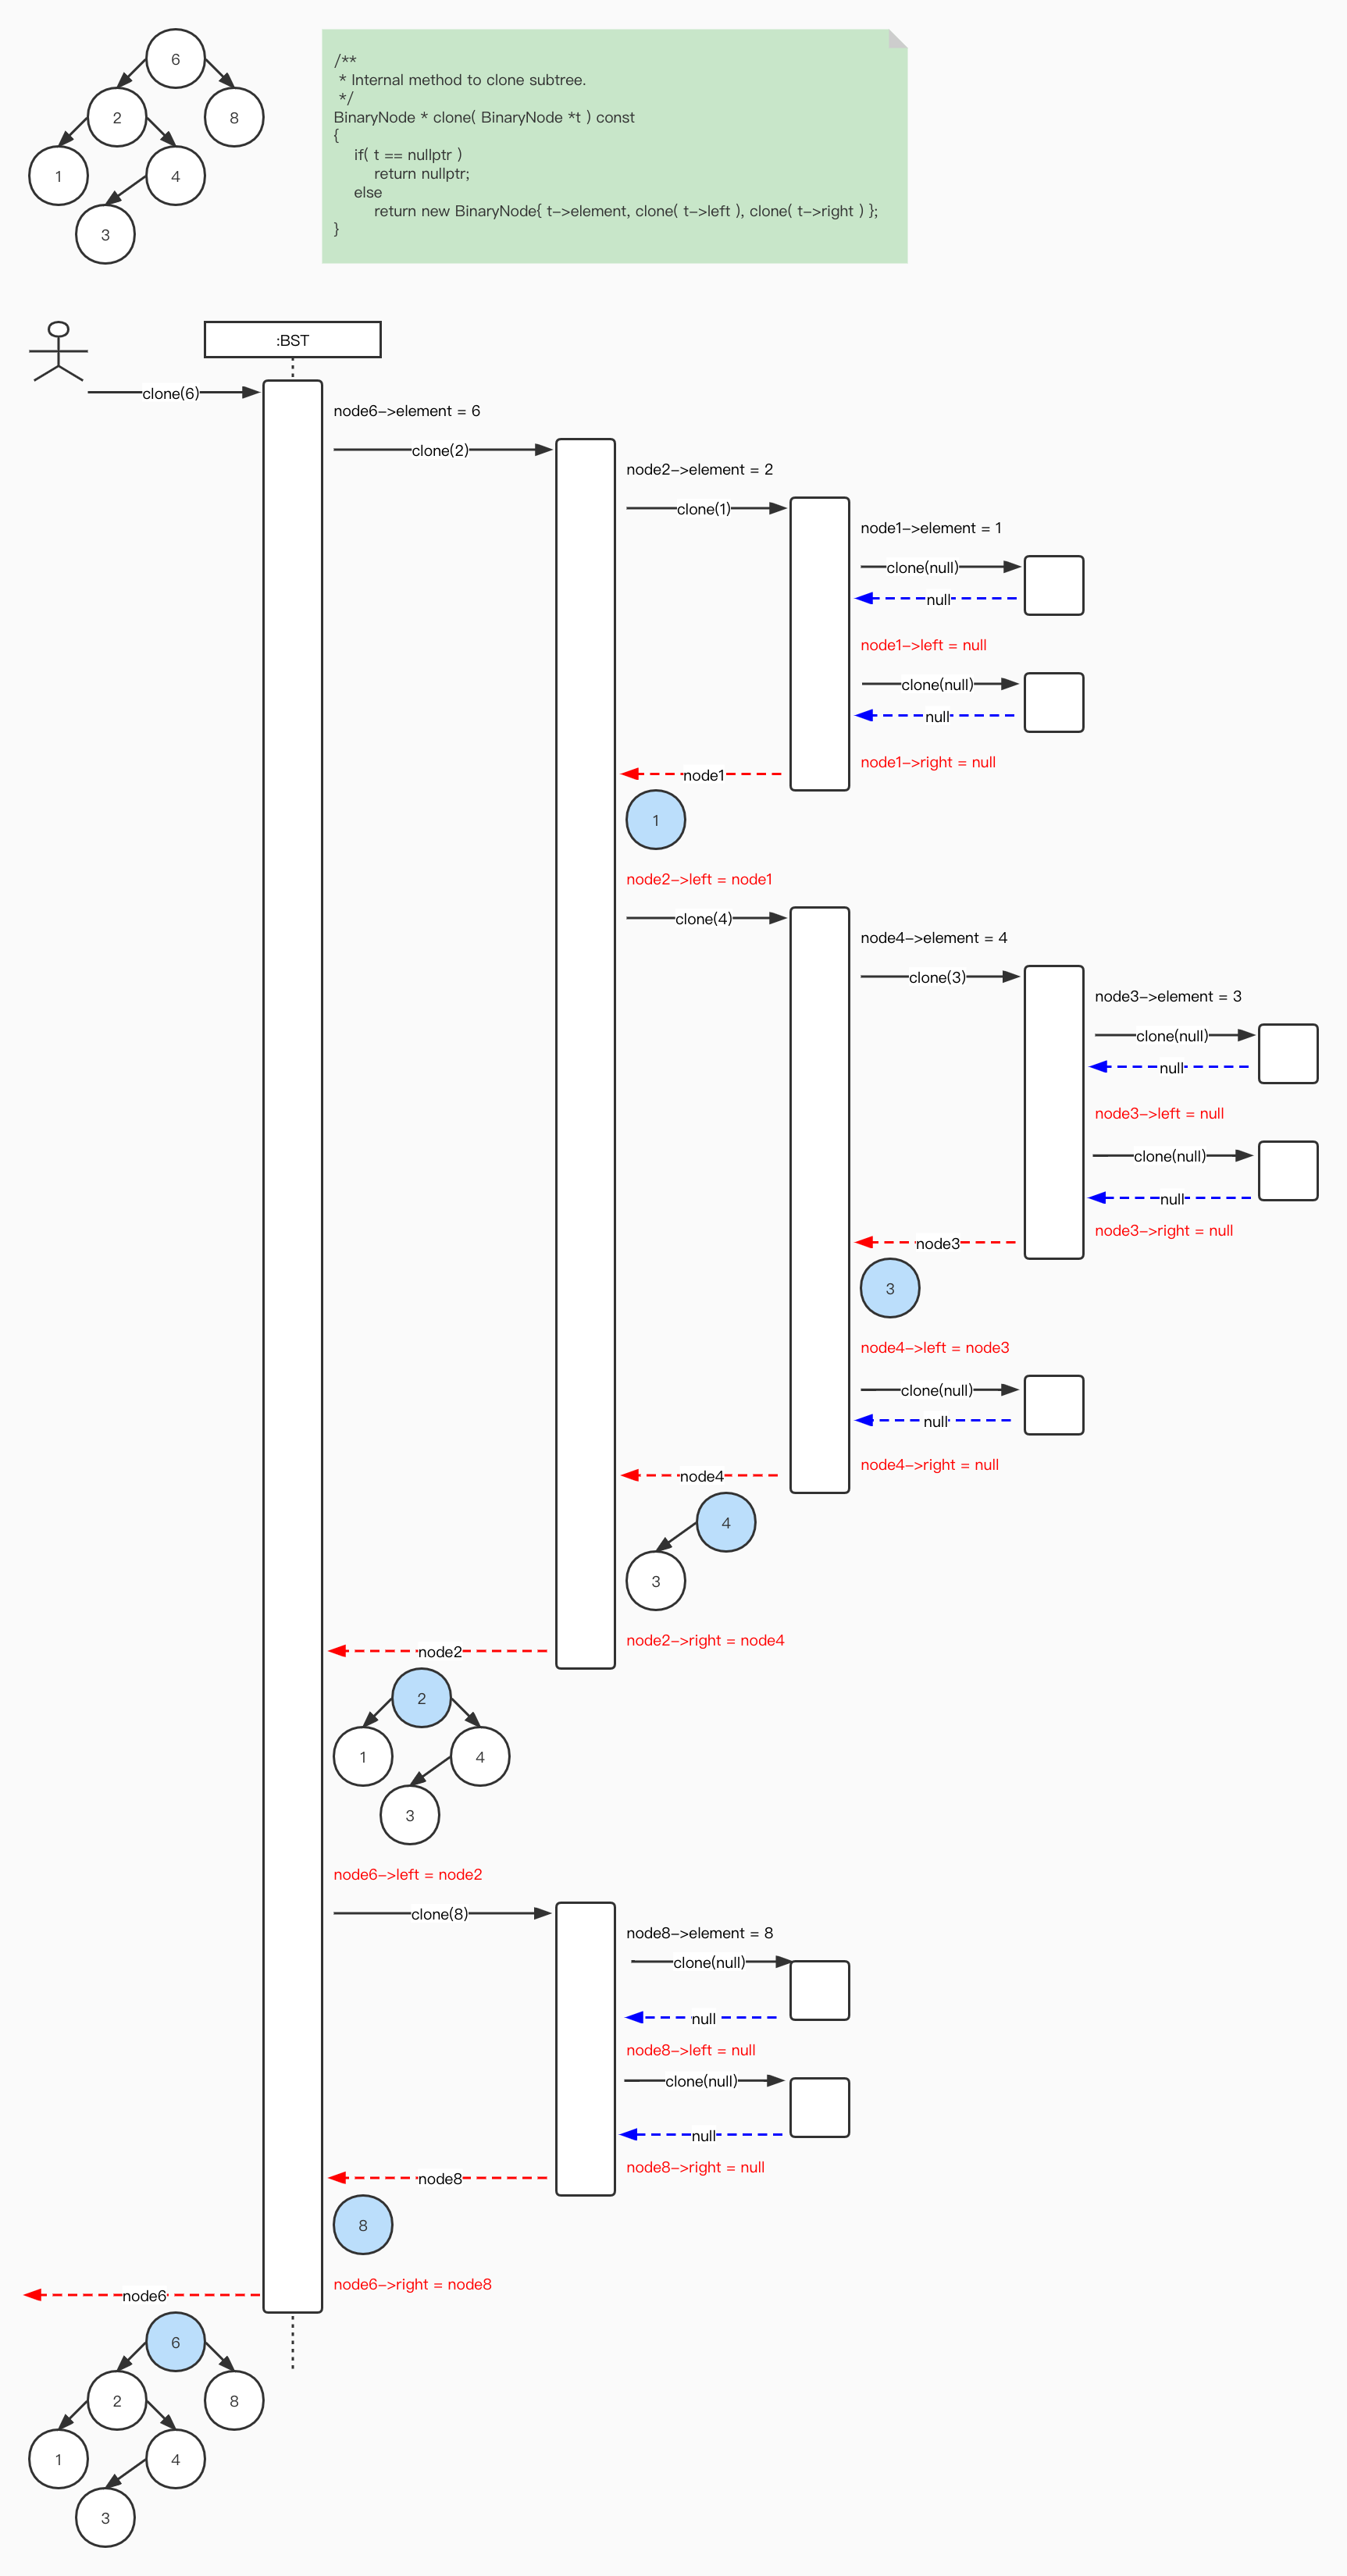 6
2
8
1
4
3
/**
 * Internal method to clone subtree.
 */
BinaryNode * clone( BinaryNode *t ) const
{
if( t == nullptr )
return nullptr;
else
return new BinaryNode{ t->element, clone( t->left ), clone( t->right ) };
}
:BST
clone(6)
node6->element = 6
clone(2)
node2->element = 2
clone(1)
node1->element = 1
clone(null)
null
node1->left = null
clone(null)
null
node1->right = null
node1
1
node2->left = node1
clone(4)
node4->element = 4
clone(3)
node3->element = 3
clone(null)
null
node3->left = null
clone(null)
null
node3->right = null
node3
3
node4->left = node3
clone(null)
null
node4->right = null
node4
4
3
node2->right = node4
node2
2
1
4
3
node6->left = node2
clone(8)
node8->element = 8
clone(null)
null
node8->left = null
clone(null)
null
node8->right = null
node8
8
node6->right = node8
node6
6
2
8
1
4
3